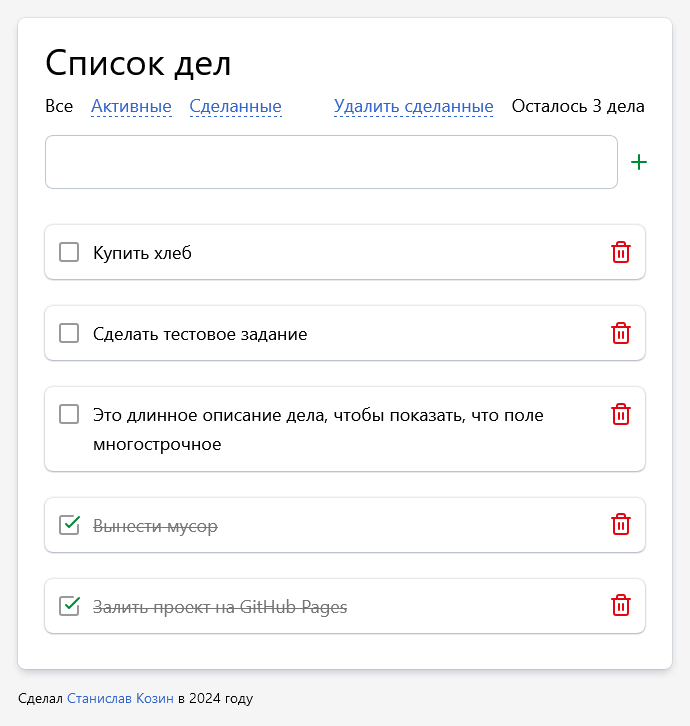 Список дел
Все Активные Сделанные Удалить сделанные Осталось 3 дела
Купить хлеб
Сделать тестовое задание
Это длинное описание дела, чтобы показать, что поле
многострочное
Вынести мусор
Залить проект на GitHub Pages
Сделал Станислав Козин в 2024 году